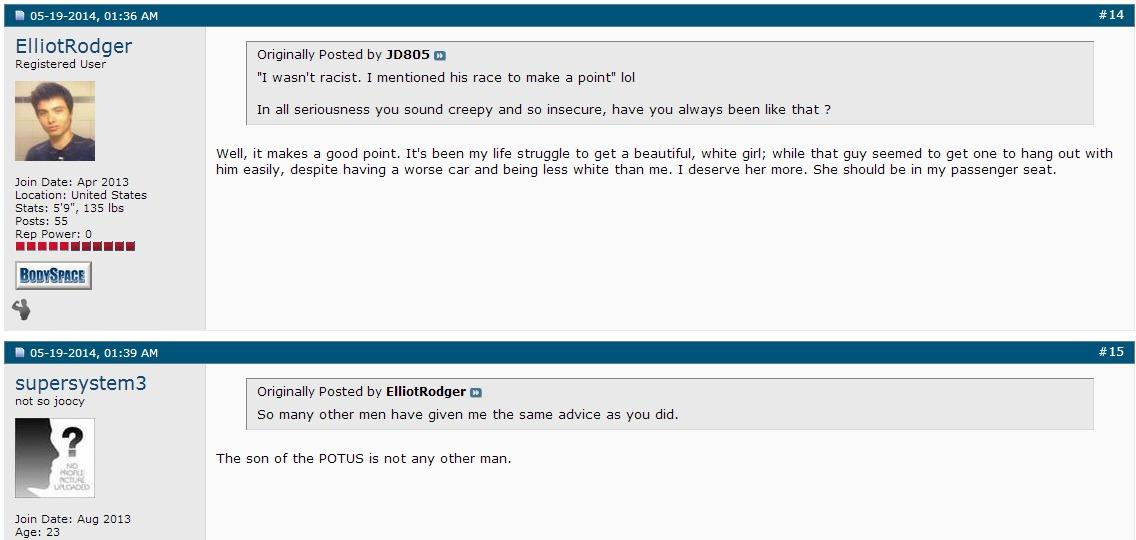 05-19-2014, 01:36 AM
#14
ElliotRodger
Registered User
Join Date: Apr 2013
Location: United States
Stats: 5'9", 135 lbs
Posts: 55
Rep Power: 0
BODYSPACE
Originally Posted by JD805
"I wasn't racist. I mentioned his race to make a point" lol
In all seriousness you sound creepy and so insecure, have you always been like that ?
Well, it makes a good point. It's been my life struggle to get a beautiful, white girl; while that guy seemed to get one to hang out with
him easily, despite having a worse car and being less white than me. I deserve her more. She should be in my passenger seat.
05-19-2014, 01:39 AM
#15
supersystem3
not so joocy
?
NO
PROFILE
PICTURE
UPLOADED
Join Date: Aug 2013
Age: 23
Originally Posted by ElliotRodger
So many other men have given me the same advice as you did.
The son of the POTUS is not any other man.